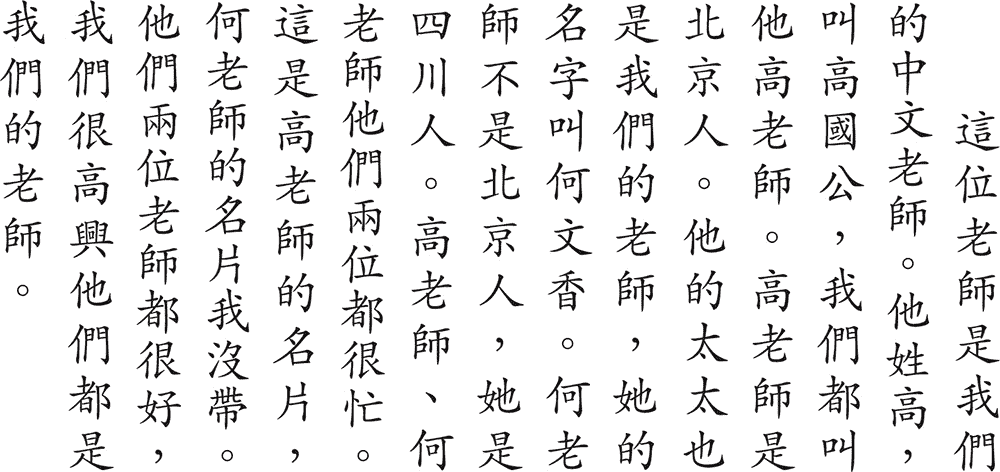 這位老師是我們
的中文老師。他姓高，
叫高國公，我們都叫
他高老師。高老師是
北京人。他的太太也
是我們的老師，她的
名字叫何文香。何老
師不是北京人，她是
四川人。高老師、何
老師他們兩位都很忙。
這是高老師的名片，
何老師的名片我沒帶。
他們兩位老師都很好，
我們很高興他們都是
我們的老師。